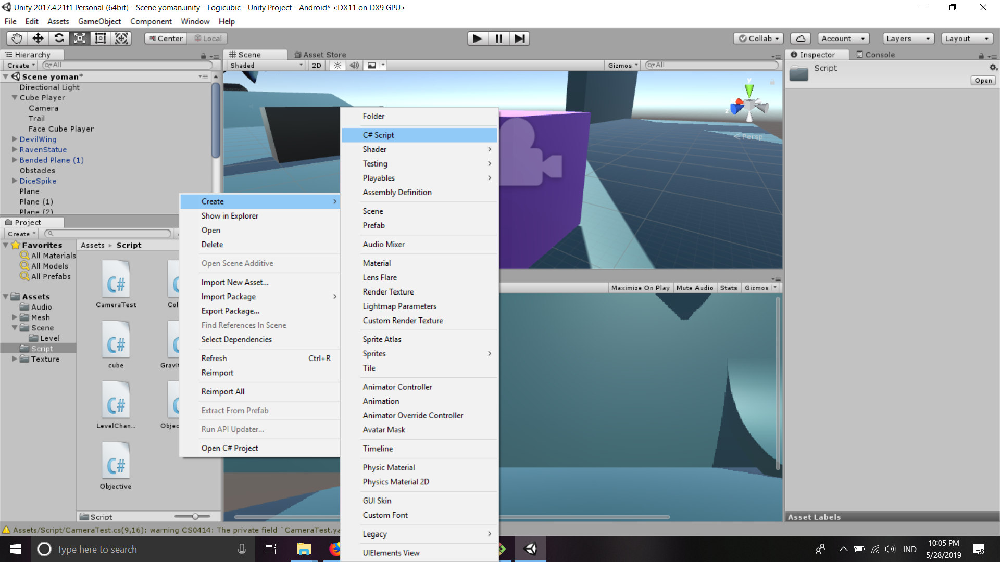 Unity 2017.4.21f1 Personal (64bit) - Scene yoman.unity - Logicubic - Unity Project - Android* <DX11 on DX9 GPU>
File Edit Assets GameObject Component Window Help
Center Local
Collab Account Layers Layout
Hierarchy
Create All
Scene yoman*
Directional Light
Cube Player
Camera
Trail
Face Cube Player
DevilWing
RavenStatue
Bended Plane (1)
Obstacles
DiceSpike
Plane
Plane (1)
Plane (2)
Scene Asset Store
Shaded 2D Gizmos All
y
z
Persp
Inspector Console
Script
Open
Project
Create
Favorites
All Materials
All Models
All Prefabs
Assets
Audio
Mesh
Scene
Level
Script
Texture
Assets Script
C#
CameraTest
Col
C#
cube
Gravit
C#
LevelChan...
Objec
C#
Objective
Script
Create
Show in Explorer
Open
Delete
Open Scene Additive
Import New Asset...
Import Package
Export Package...
Find References In Scene
Select Dependencies
Refresh Ctrl+R
Reimport
Reimport All
Extract From Prefab
Run API Updater...
Open C# Project
Folder
C# Script
Shader
Testing
Playables
Assembly Definition
Scene
Prefab
Audio Mixer
Material
Lens Flare
Render Texture
Lightmap Parameters
Custom Render Texture
Sprite Atlas
Sprites
Tile
Animator Controller
Animation
Animator Override Controller
Avatar Mask
Timeline
Physic Material
Physics Material 2D
GUI Skin
Custom Font
Legacy
UIElements View
Maximize On Play Mute Audio Stats Gizmos
Asset Labels
Assets/Script/CameraTest.cs(9,16): warning CS0414: The private field `CameraTest.ya
Type here to search
IND
10:05 PM
5/28/2019